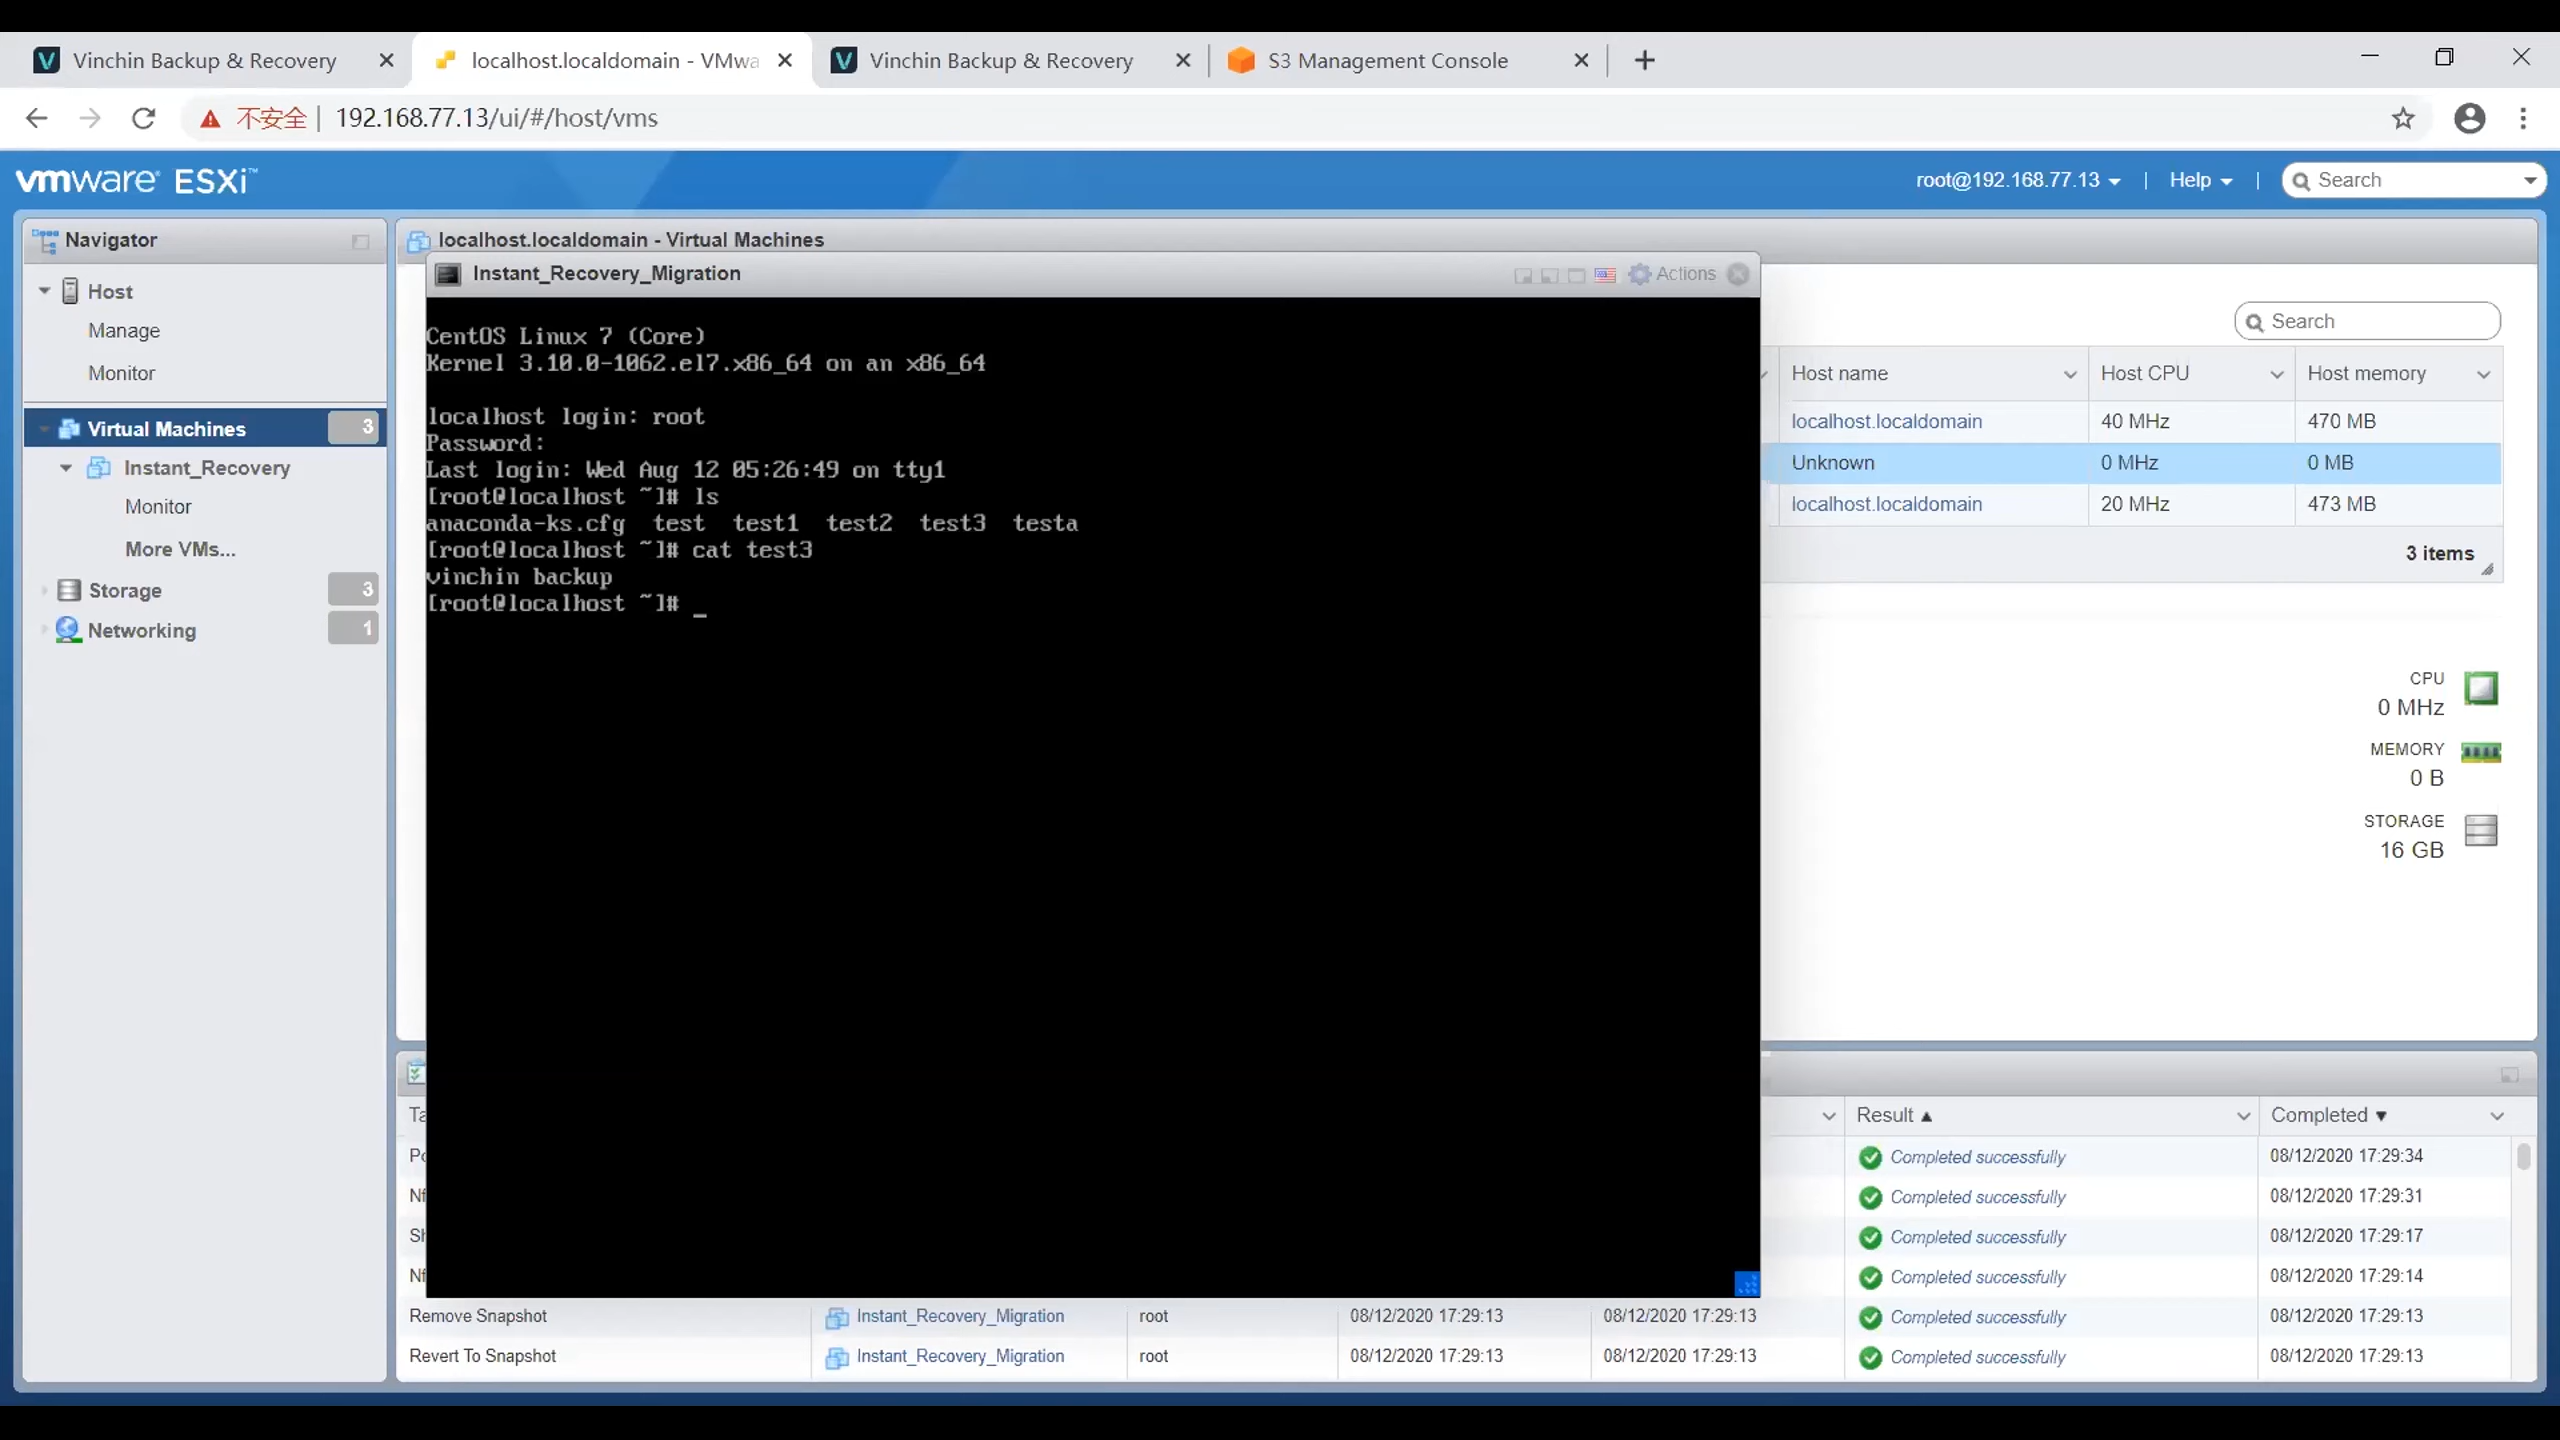 Vinchin Backup & Recovery
localhost.localdomain - VMwa
Vinchin Backup & Recovery
S3 Management Console
不安全 192.168.77.13/ui/#/host/vms
vmware ESXi™
root@192.168.77.13 | Help | Search
Navigator
Host
Manage
Monitor
Virtual Machines 3
Instant_Recovery
Monitor
More VMs...
Storage 3
Networking 1
localhost.localdomain - Virtual Machines
Instant_Recovery_Migration
Actions
CentOS Linux 7 (Core)
Kernel 3.10.0-1062.el7.x86_64 on an x86_64
localhost login: root
Password:
Last login: Wed Aug 12 05:26:49 on tty1
[root@localhost ~]# ls
anaconda-ks.cfg test test1 test2 test3 testa
[root@localhost ~]# cat test3
vinchin backup
[root@localhost ~]# _
Search
Host name Host CPU Host memory
localhost.localdomain 40 MHz 470 MB
Unknown 0 MHz 0 MB
localhost.localdomain 20 MHz 473 MB
3 items
CPU
0 MHz
MEMORY
0 B
STORAGE
16 GB
Result Completed
Completed successfully 08/12/2020 17:29:34
Completed successfully 08/12/2020 17:29:31
Completed successfully 08/12/2020 17:29:17
Completed successfully 08/12/2020 17:29:14
Remove Snapshot Instant_Recovery_Migration root 08/12/2020 17:29:13 08/12/2020 17:29:13 Completed successfully 08/12/2020 17:29:13
Revert To Snapshot Instant_Recovery_Migration root 08/12/2020 17:29:13 08/12/2020 17:29:13 Completed successfully 08/12/2020 17:29:13